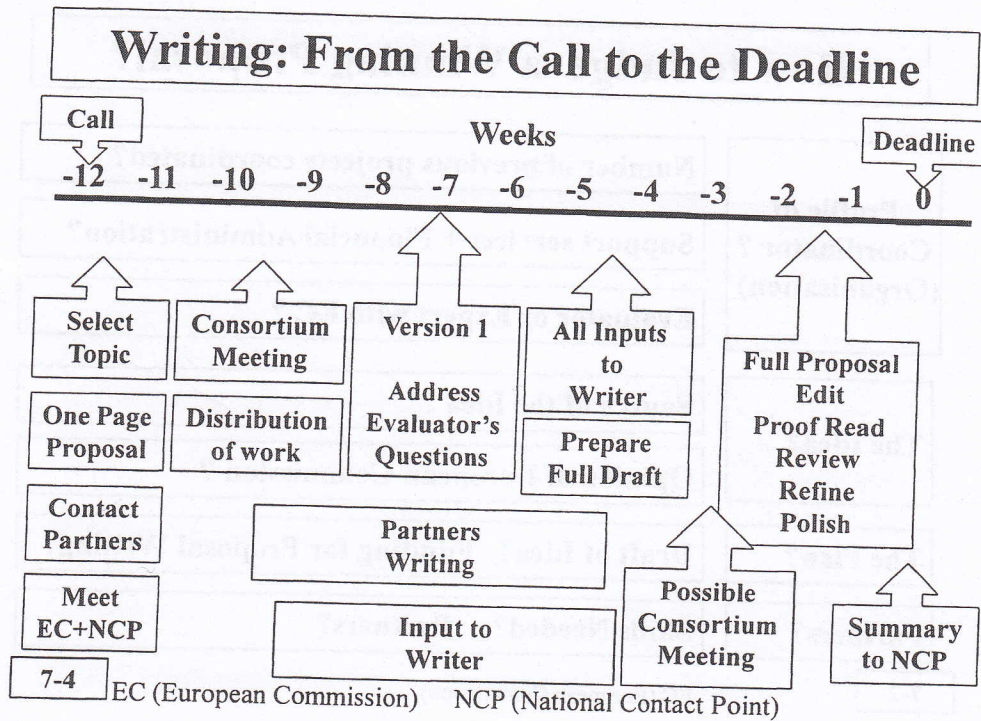 Writing: From the Call to the Deadline
Call
Weeks
Deadline
-12 -11 -10 -9 -8 -7 -6 -5 -4 -3 -2 -1 0
Select
Topic
One Page
Proposal
Contact
Partners
Meet
EC+NCP
Consortium
Meeting
Distribution
of work
Version 1
Address
Evaluator's
Questions
All Inputs
to
Writer
Prepare
Full Draft
Partners
Writing
Input to
Writer
Full Proposal
Edit
Proof Read
Review
Refine
Polish
Possible
Consortium
Meeting
Summary
to NCP
7-4
EC (European Commission) NCP (National Contact Point)